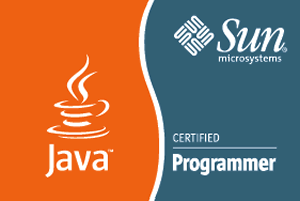 Sun
microsystems
Java™
CERTIFIED
Programmer